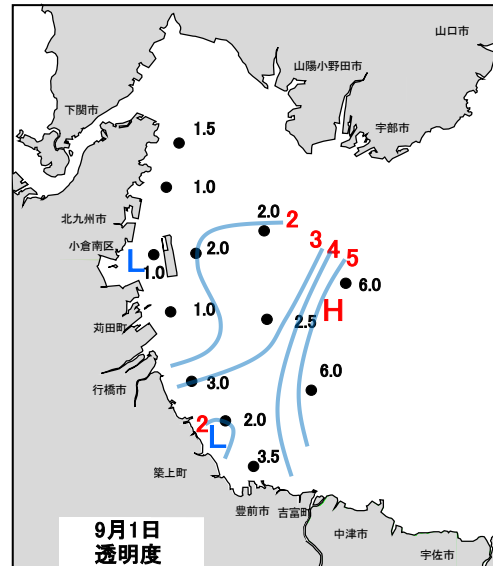 山口市
山陽小野田市
下関市
宇部市
1.5
1.0
北九州市
2.0
2
小倉南区
2.0
3
4
5
L
1.0
6.0
H
1.0
2.5
苅田町
行橋市
3.0
6.0
2
2.0
L
3.5
築上町
豊前市
吉富町
中津市
宇佐市
9月1日
透明度